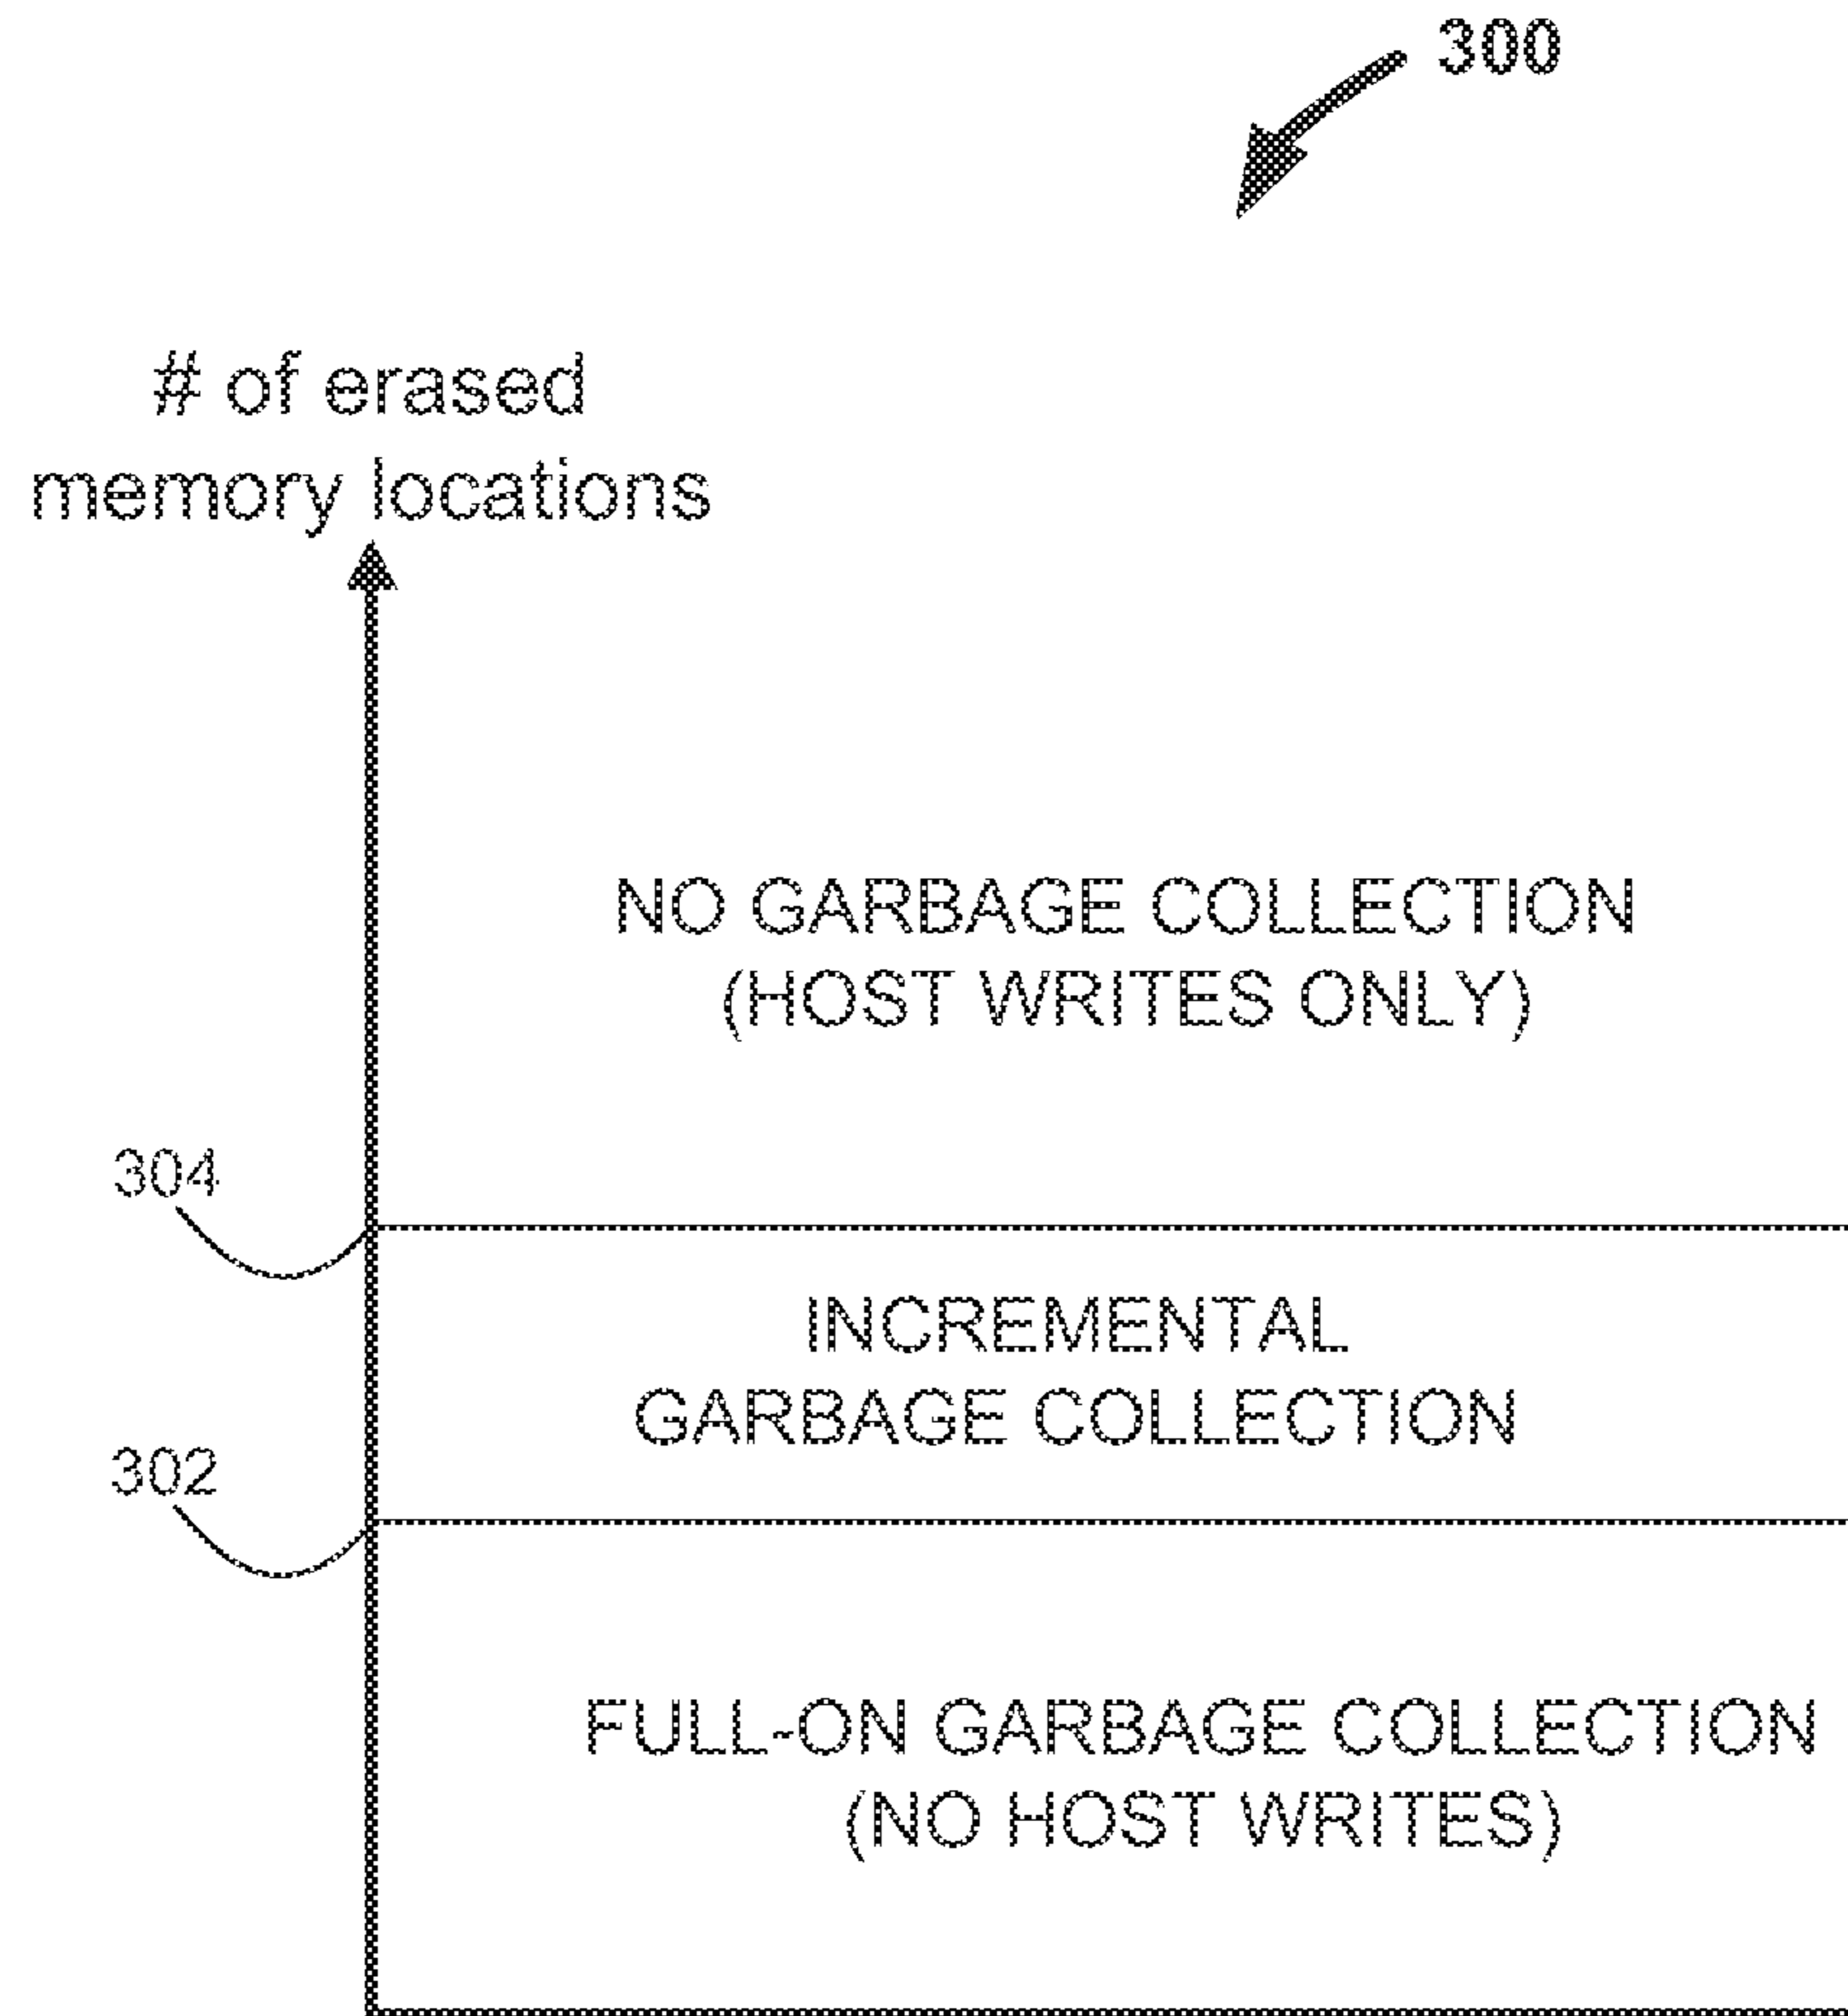 300
# of erased
memory locations
NO GARBAGE COLLECTION
(HOST WRITES ONLY)
304
INCREMENTAL
GARBAGE COLLECTION
302
FULL-ON GARBAGE COLLECTION
(NO HOST WRITES)